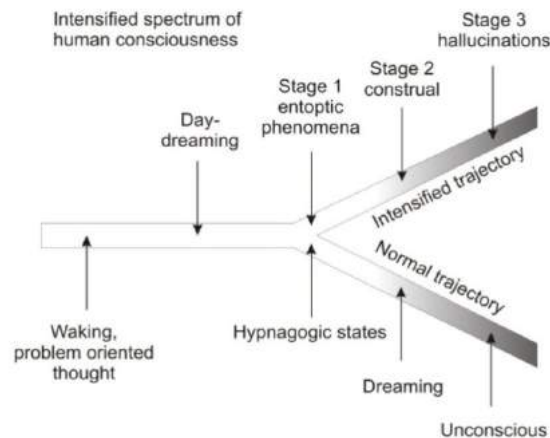 Intensified spectrum of
human consciousness
Stage 3
hallucinations
Stage 2
construal
Stage 1
entoptic
phenomena
Day-
dreaming
Intensified trajectory
Normal trajectory
Waking,
problem oriented
thought
Hypnagogic states
Dreaming
Unconscious